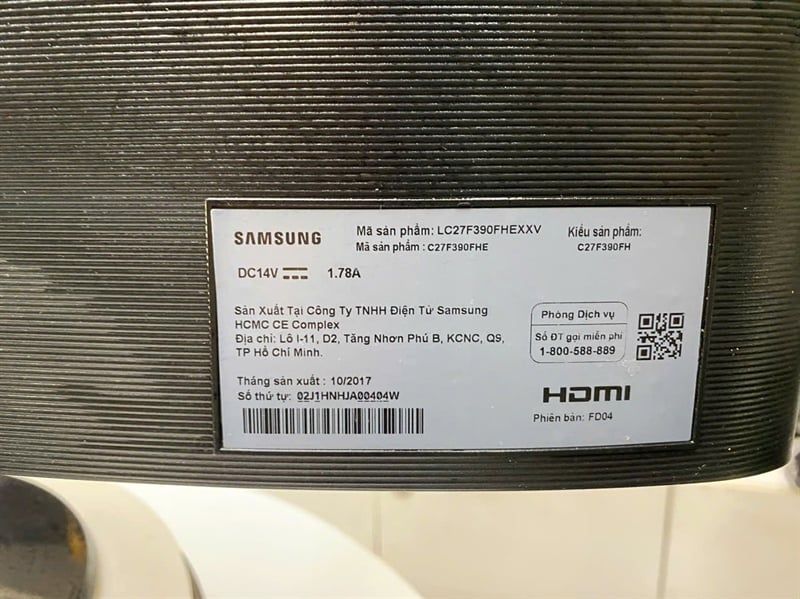 SAMSUNG
Mã sản phẩm: LC27F390FHEXXV
Mã sản phẩm : C27F390FHE
Kiểu sản phẩm:
C27F390FH
DC14V 1.78A
Sản Xuất Tại Công Ty TNHH Điện Tử Samsung
HCMC CE Complex
Địa chỉ: Lô I-11, D2, Tăng Nhơn Phú B, KCNC, Q9,
TP Hồ Chí Minh.
Phòng Dịch vụ
Số ĐT gọi miễn phí
1-800-588-889
Tháng sản xuất : 10/2017
Số thứ tự: 02J1HNHJA00404W
HDMI
Phiên bản: FD04